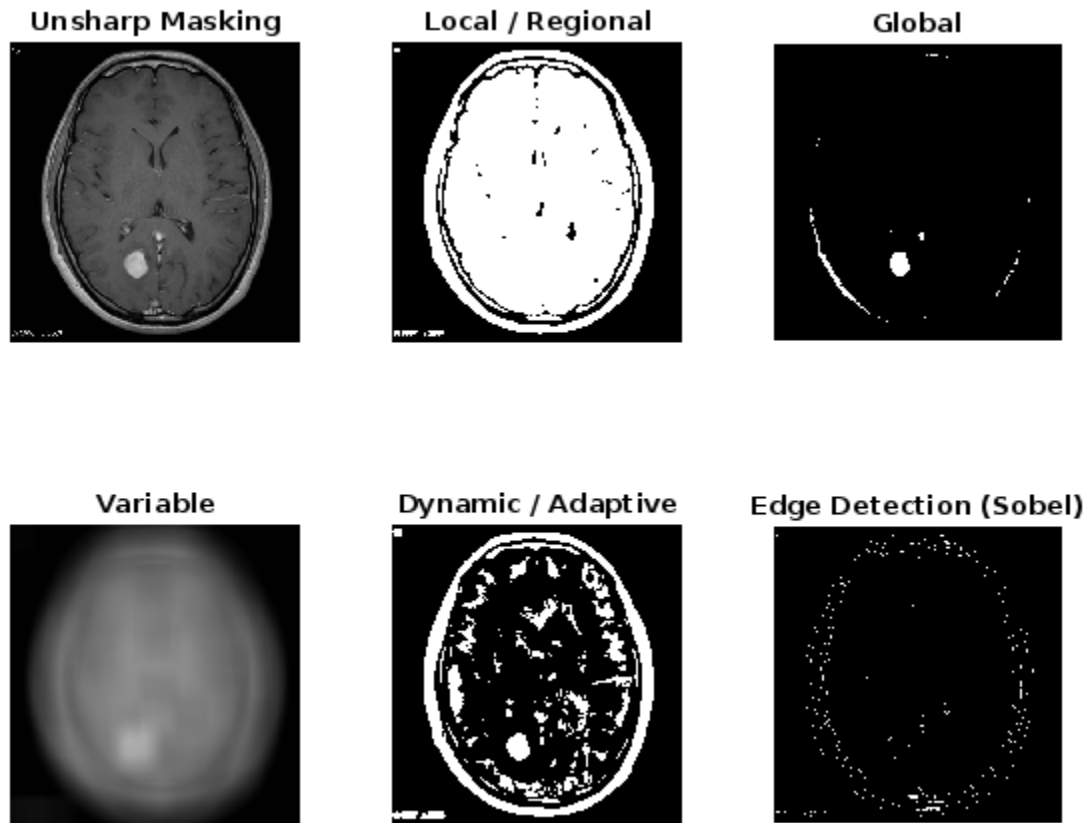 Unsharp Masking
Local / Regional
Global
Variable
Dynamic / Adaptive
Edge Detection (Sobel)